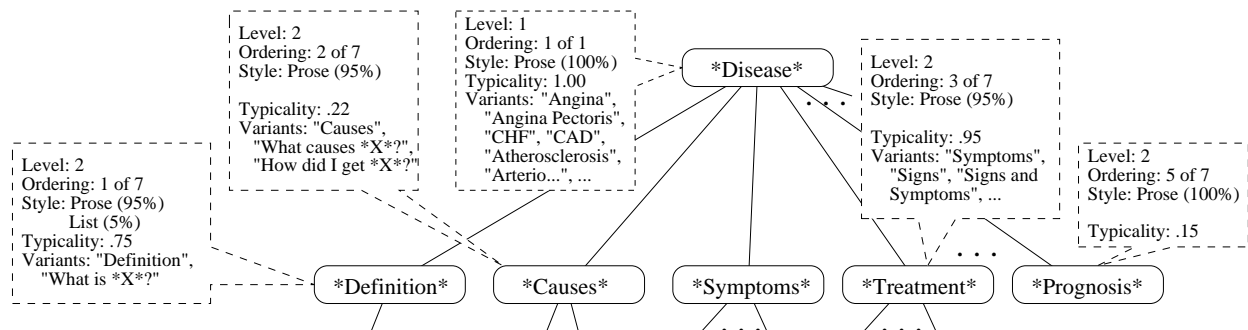 Level: 2
Ordering: 2 of 7
Style: Prose (95%)
Typicality: .22
Variants: "Causes",
"What causes *X*?",
"How did I get *X*?"
Level: 1
Ordering: 1 of 1
Style: Prose (100%)
Typicality: 1.00
Variants: "Angina",
"Angina Pectoris",
"CHF", "CAD",
"Atherosclerosis",
"Arterio...", ...
*Disease*
. . .
Level: 2
Ordering: 3 of 7
Style: Prose (95%)
Typicality: .95
Variants: "Symptoms",
"Signs", "Signs and
Symptoms", ...
Level: 2
Ordering: 1 of 7
Style: Prose (95%)
List (5%)
Typicality: .75
Variants: "Definition",
"What is *X*?"
Level: 2
Ordering: 5 of 7
Style: Prose (100%)
Typicality: .15
. . .
*Definition*
*Causes*
*Symptoms*
*Treatment*
*Prognosis*
. . .
. . .